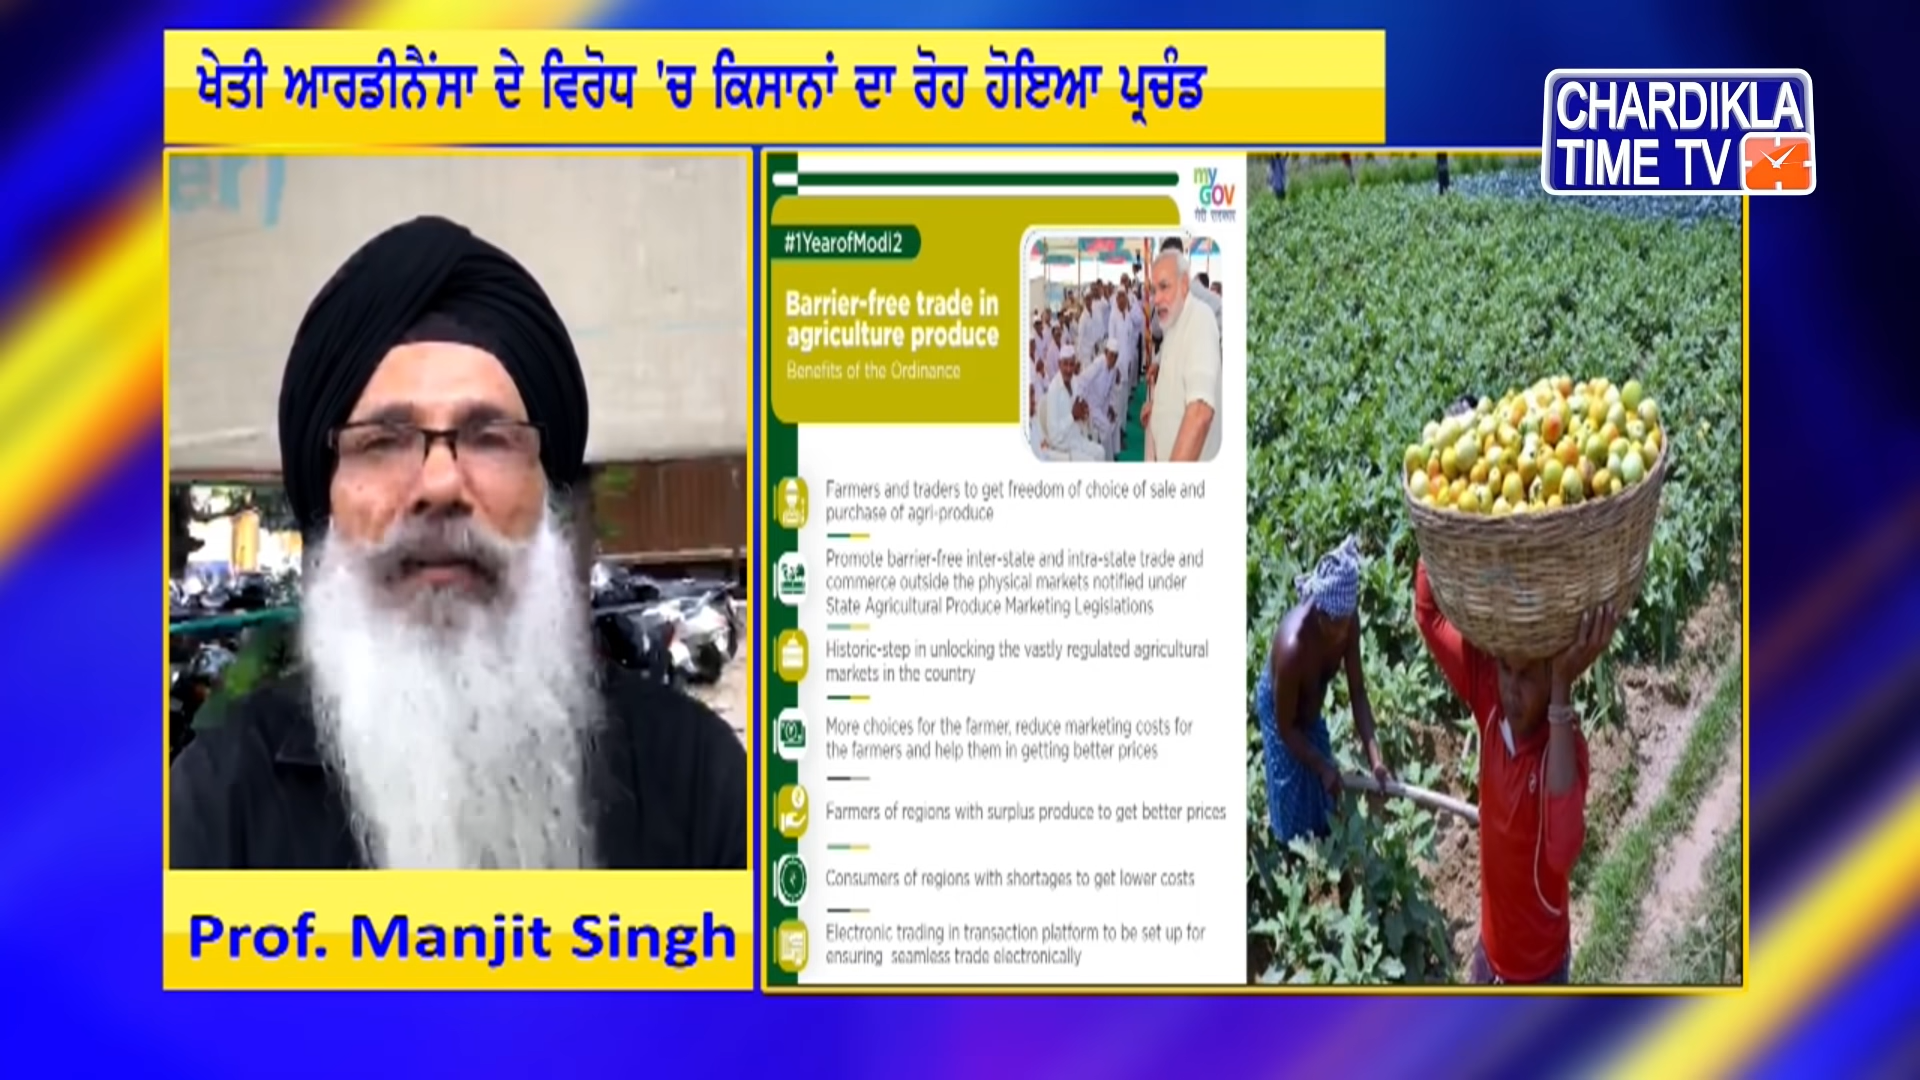 ਖੇਤੀ ਆਰਡੀਨੈਂਸਾ ਦੇ ਵਿਰੋਧ 'ਚ ਕਿਸਾਨਾਂ ਦਾ ਰੋਹ ਹੋਇਆ ਪ੍ਰਚੰਡ
CHARDIKLA
TIME TV
my
GOV
मेरी सरकार
#1YearofModi2
Barrier-free trade in
agriculture produce
Benefits of the Ordinance
Farmers and traders to get freedom of choice of sale and
purchase of agri-produce
Promote barrier-free inter-state and intra-state trade and
commerce outside the physical markets notified under
State Agricultural Produce Marketing Legislations
Historic-step in unlocking the vastly regulated agricultural
markets in the country
More choices for the farmer, reduce marketing costs for
the farmers and help them in getting better prices
Farmers of regions with surplus produce to get better prices
Consumers of regions with shortages to get lower costs
Electronic trading in transaction platform to be set up for
ensuring seamless trade electronically
Prof. Manjit Singh